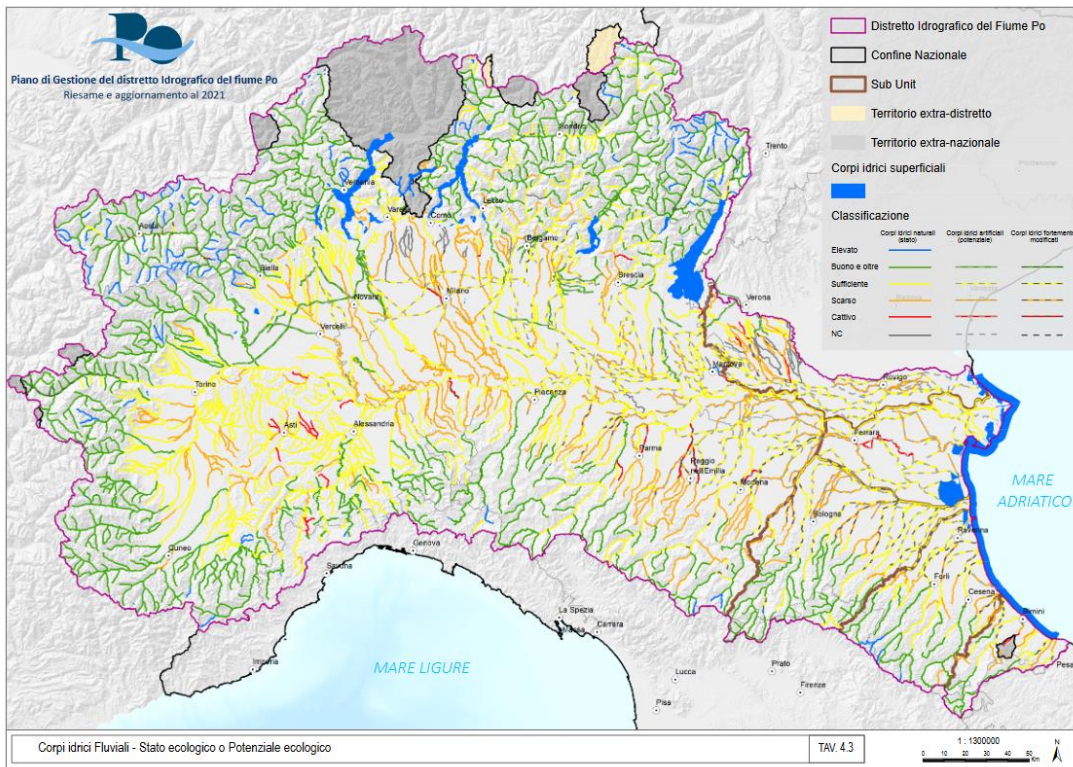 Po
Piano di Gestione del distretto Idrografico del fiume Po
Riesame e aggiornamento al 2021
Distretto Idrografico del Fiume Po
Confine Nazionale
Sub Unit
Territorio extra-distretto
Territorio extra-nazionale
Corpi idrici superficiali
Classificazione
Corpi idrici naturali
(stato)
Corpi idrici artificiali
(potenziale)
Corpi idrici fortemente
modificati
Elevato
Buono e oltre
Sufficiente
Scarso
Cattivo
NC
Sondrio
Trento
Verbania
Varese
Como
Lecco
Aosta
Bergamo
Biella
Brescia
Milano
Novara
Verona
Vercelli
Mantova
Rovigo
Torino
Piacenza
Asti
Alessandria
Ferrara
Parma
Reggio
nell'Emilia
Modena
MARE
ADRIATICO
Bologna
Ravenna
Cuneo
Genova
Savona
Forlì
Cesena
Rimini
La Spezia
Massa
Carrara
Imperia
MARE LIGURE
Lucca
Prato
Pisa
Firenze
Corpi idrici Fluviali - Stato ecologico o Potenziale ecologico
TAV. 4.3
1 : 1300000
0 10 20 30 40 50
Km
N